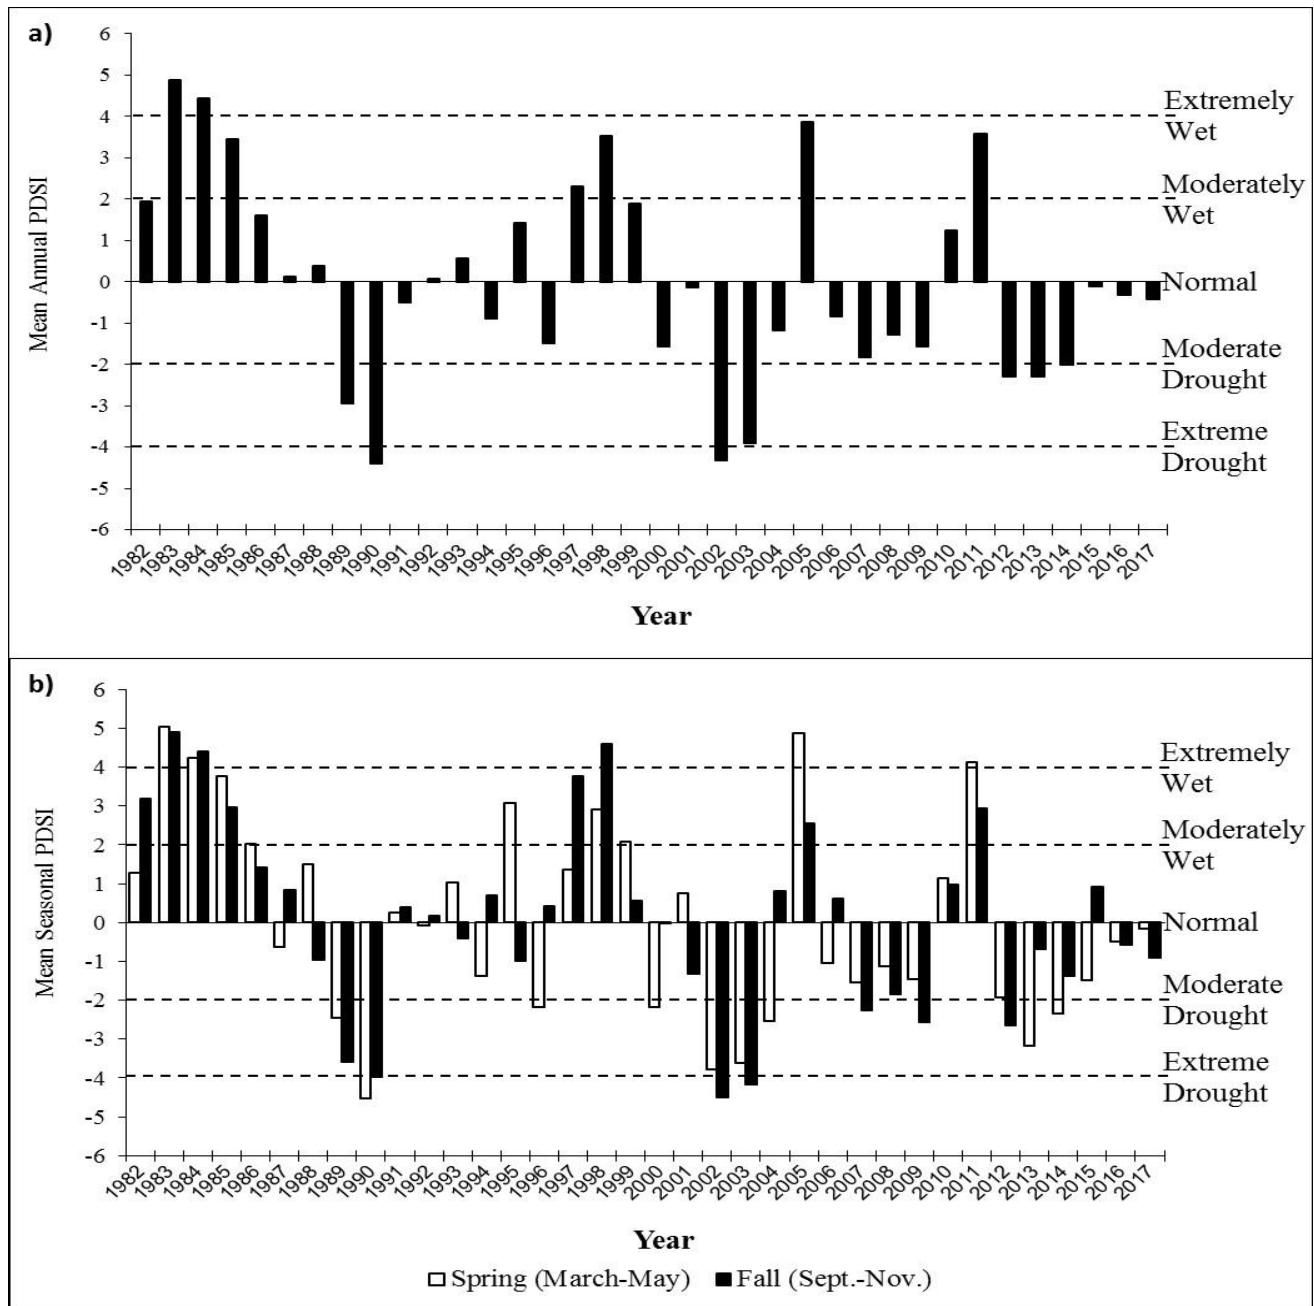 a)
6
5
4
3
2
1
0
-1
-2
-3
-4
-5
-6
Mean Annual PDSI
Extremely
Wet
Moderately
Wet
Normal
Moderate
Drought
Extreme
Drought
1982 1983 1984 1985 1986 1987 1988 1989 1990 1991 1992 1993 1994 1995 1996 1997 1998 1999 2000 2001 2002 2003 2004 2005 2006 2007 2008 2009 2010 2011 2012 2013 2014 2015 2016 2017
Year
b)
6
5
4
3
2
1
0
-1
-2
-3
-4
-5
-6
Mean Seasonal PDSI
Extremely
Wet
Moderately
Wet
Normal
Moderate
Drought
Extreme
Drought
1982 1983 1984 1985 1986 1987 1988 1989 1990 1991 1992 1993 1994 1995 1996 1997 1998 1999 2000 2001 2002 2003 2004 2005 2006 2007 2008 2009 2010 2011 2012 2013 2014 2015 2016 2017
Year
Spring (March-May) Fall (Sept.-Nov.)